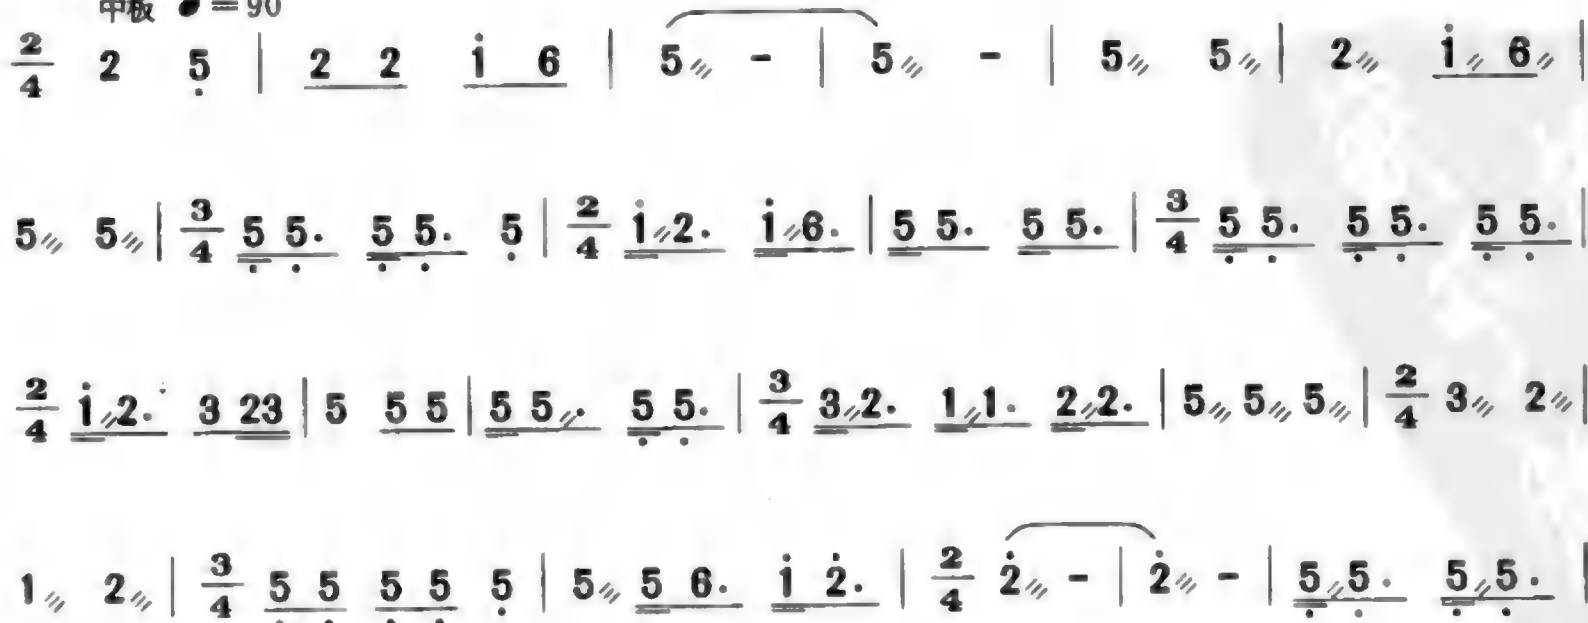 中板 ♩=90
2/4 2 5̣ | 2 2 i̇ 6 | 5/// - | 5/// - | 5/// 5/// | 2/// i̇// 6// |
5/// 5/// | 3/4 5̣ 5̣. 5̣ 5̣. 5̣ | 2/4 i̇//2. i̇//6. | 5 5. 5 5. | 3/4 5̣ 5̣. 5̣ 5̣. 5̣ 5̣. |
2/4 i̇//2. 3 23 | 5 5 5 | 5 5//. 5̣ 5̣. | 3/4 3//2. 1//1. 2//2. | 5/// 5/// 5/// | 2/4 3/// 2/// |
1/// 2/// | 3/4 5̣ 5̣ 5̣ 5̣ 5̣ | 5/// 5 6. i̇ 2̇. | 2/4 2̇/// - | 2̇/// - | 5̣//5̣. 5̣//5̣. |